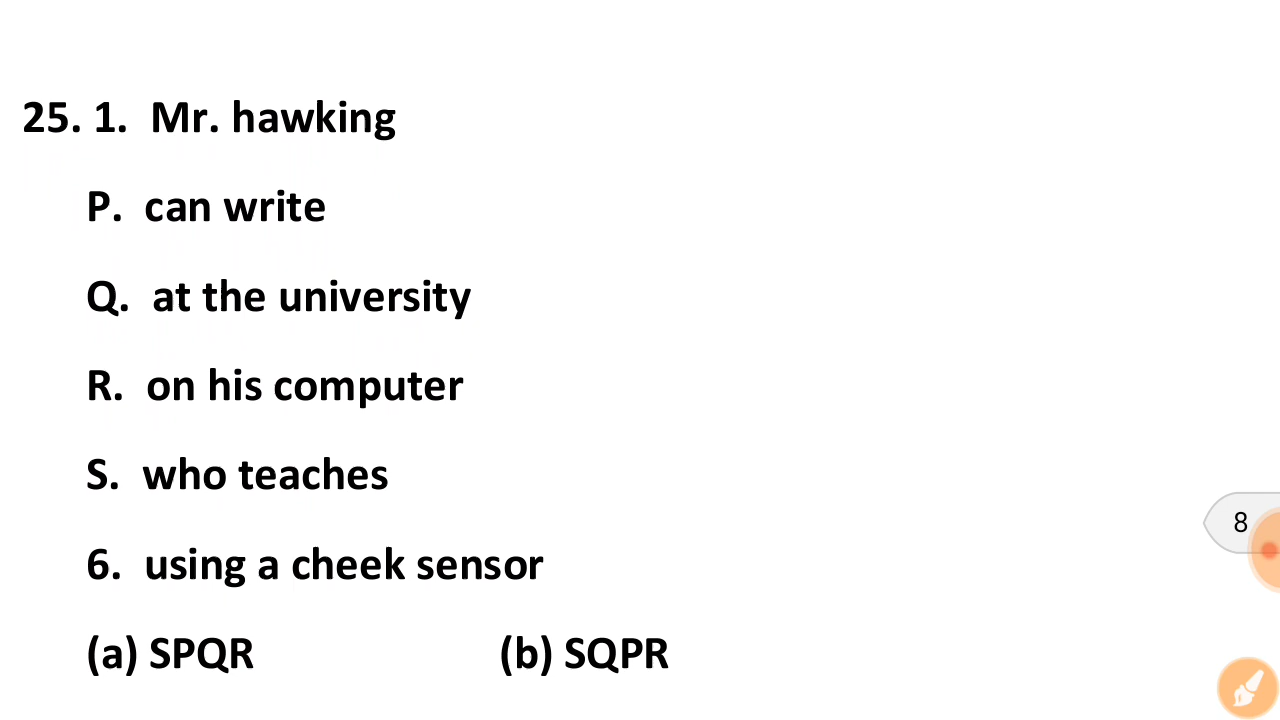 25. 1. Mr. hawking
P. can write
Q. at the university
R. on his computer
S. who teaches
8
6. using a cheek sensor
(a) SPQR (b) SQPR